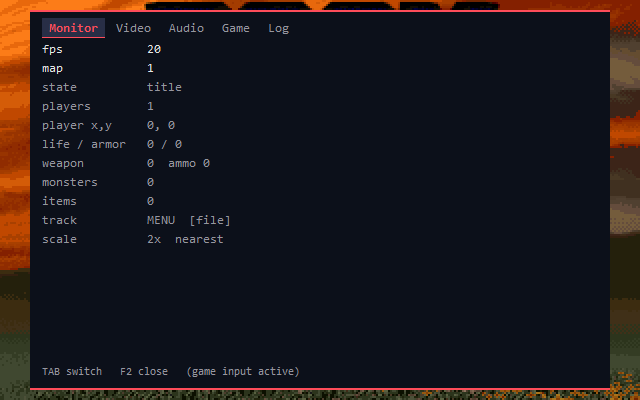 Monitor Video Audio Game Log
fps 20
map 1
state title
players 1
player x,y 0, 0
life / armor 0 / 0
weapon 0 ammo 0
monsters 0
items 0
track MENU [file]
scale 2x nearest
TAB switch F2 close (game input active)